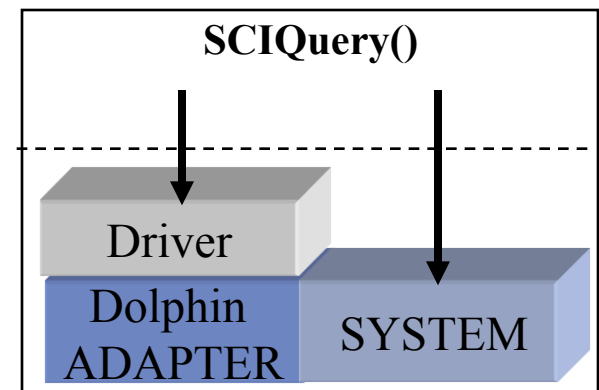 SCIQuery()
Driver
Dolphin
ADAPTER
SYSTEM